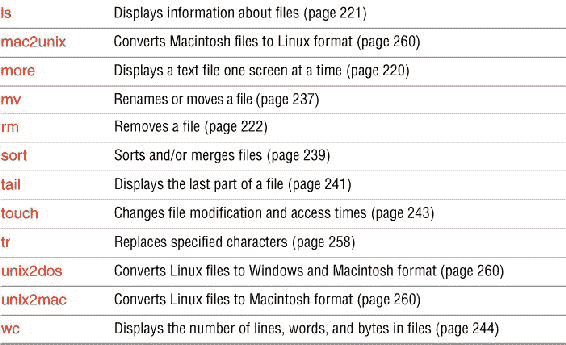 ls Displays information about files (page 221)
mac2unix Converts Macintosh files to Linux format (page 260)
more Displays a text file one screen at a time (page 220)
mv Renames or moves a file (page 237)
rm Removes a file (page 222)
sort Sorts and/or merges files (page 239)
tail Displays the last part of a file (page 241)
touch Changes file modification and access times (page 243)
tr Replaces specified characters (page 258)
unix2dos Converts Linux files to Windows and Macintosh format (page 260)
unix2mac Converts Linux files to Macintosh format (page 260)
wc Displays the number of lines, words, and bytes in files (page 244)